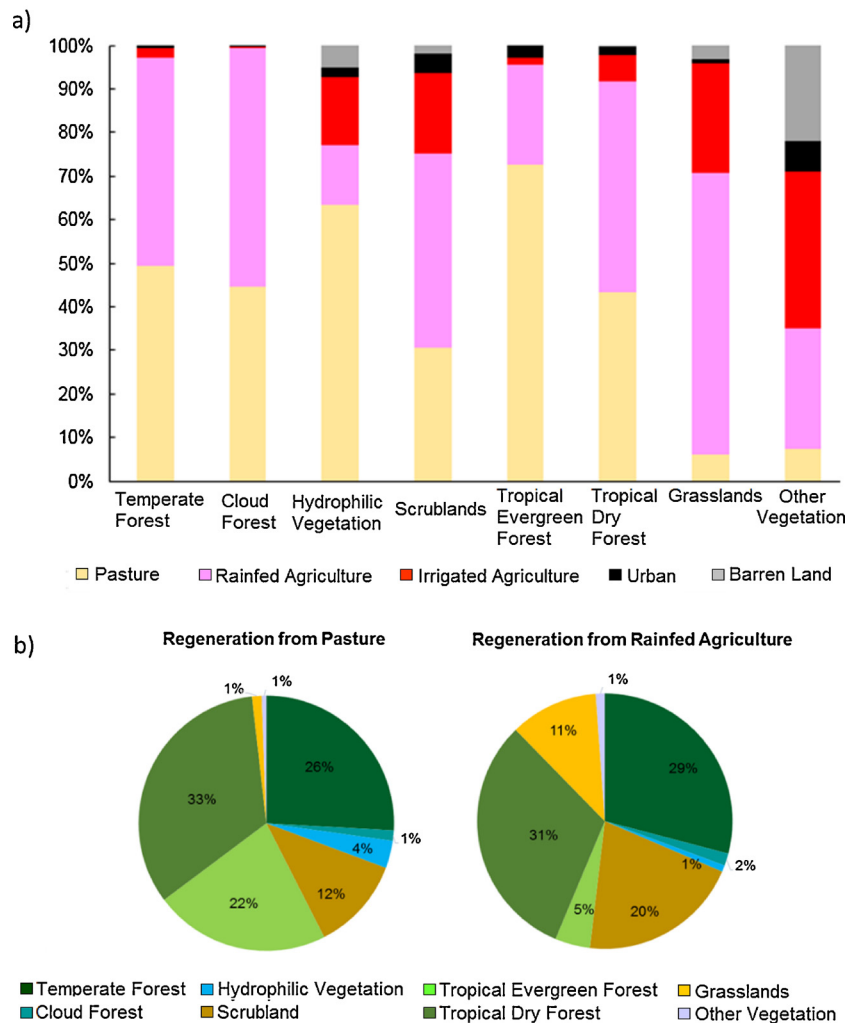 a)
100%
90%
80%
70%
60%
50%
40%
30%
20%
10%
0%
Temperate Forest
Cloud Forest
Hydrophilic Vegetation
Scrublands
Tropical Evergreen Forest
Tropical Dry Forest
Grasslands
Other Vegetation
Pasture
Rainfed Agriculture
Irrigated Agriculture
Urban
Barren Land
b)
Regeneration from Pasture
1%
1%
26%
1%
4%
12%
22%
33%
Regeneration from Rainfed Agriculture
1%
11%
29%
2%
1%
20%
5%
31%
Temperate Forest
Hydrophilic Vegetation
Tropical Evergreen Forest
Grasslands
Cloud Forest
Scrubland
Tropical Dry Forest
Other Vegetation